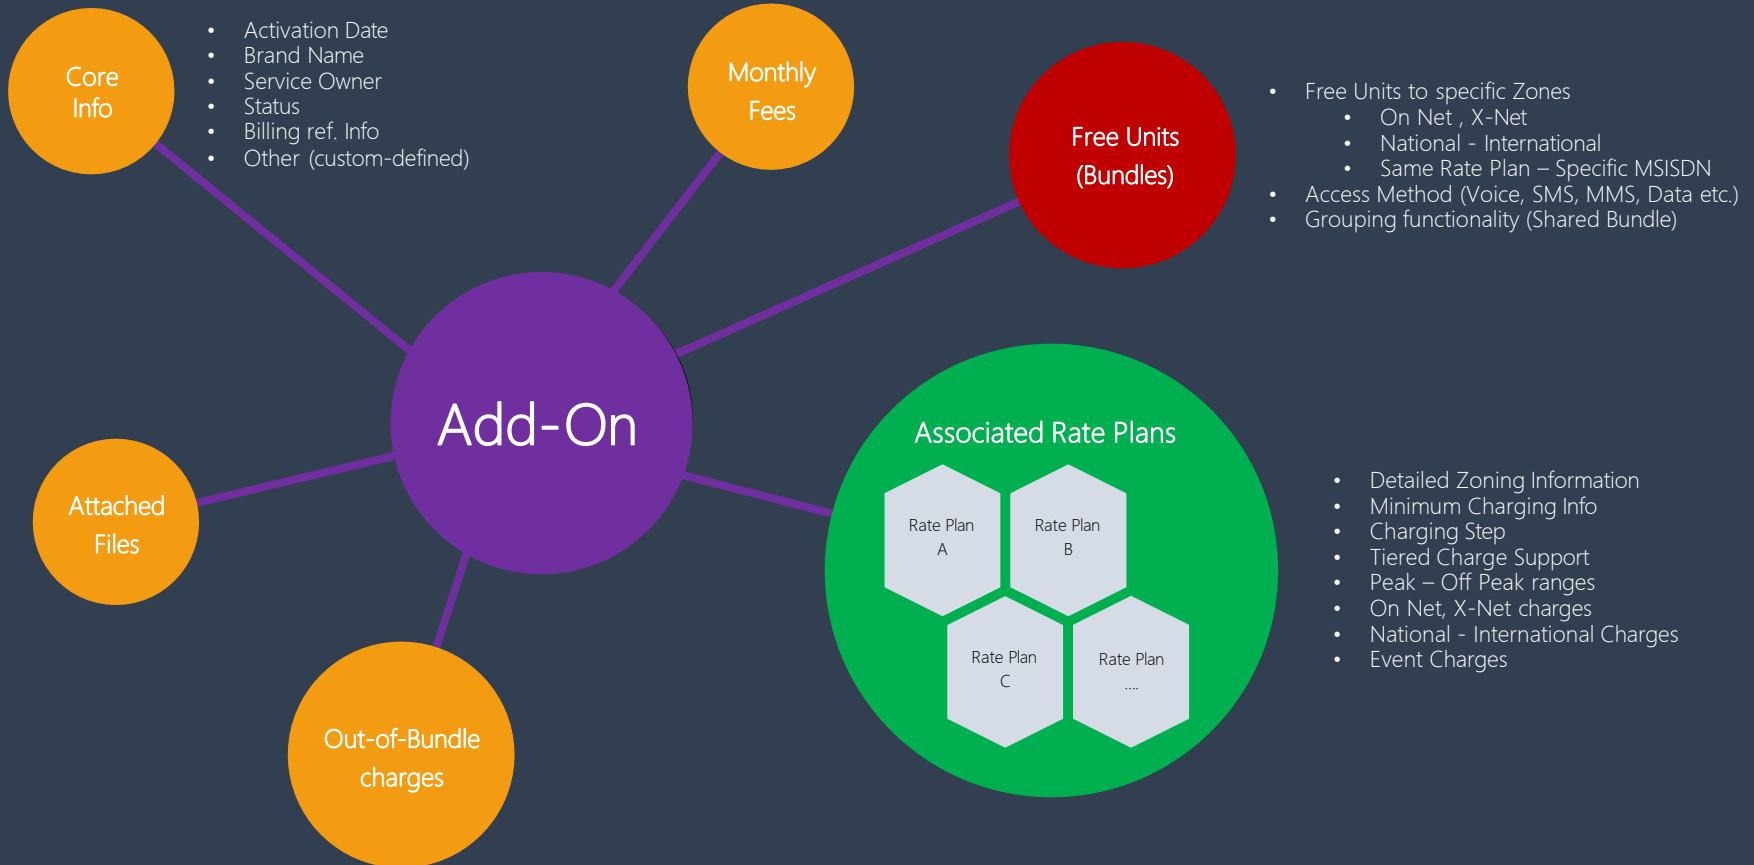 Core
Info
• Activation Date
• Brand Name
• Service Owner
• Status
• Billing ref. Info
• Other (custom-defined)
Monthly
Fees
Free Units
(Bundles)
• Free Units to specific Zones
• On Net , X-Net
• National - International
• Same Rate Plan – Specific MSISDN
• Access Method (Voice, SMS, MMS, Data etc.)
• Grouping functionality (Shared Bundle)
Add-On
Associated Rate Plans
Rate Plan
A
Rate Plan
B
Rate Plan
C
Rate Plan
....
• Detailed Zoning Information
• Minimum Charging Info
• Charging Step
• Tiered Charge Support
• Peak – Off Peak ranges
• On Net, X-Net charges
• National - International Charges
• Event Charges
Attached
Files
Out-of-Bundle
charges